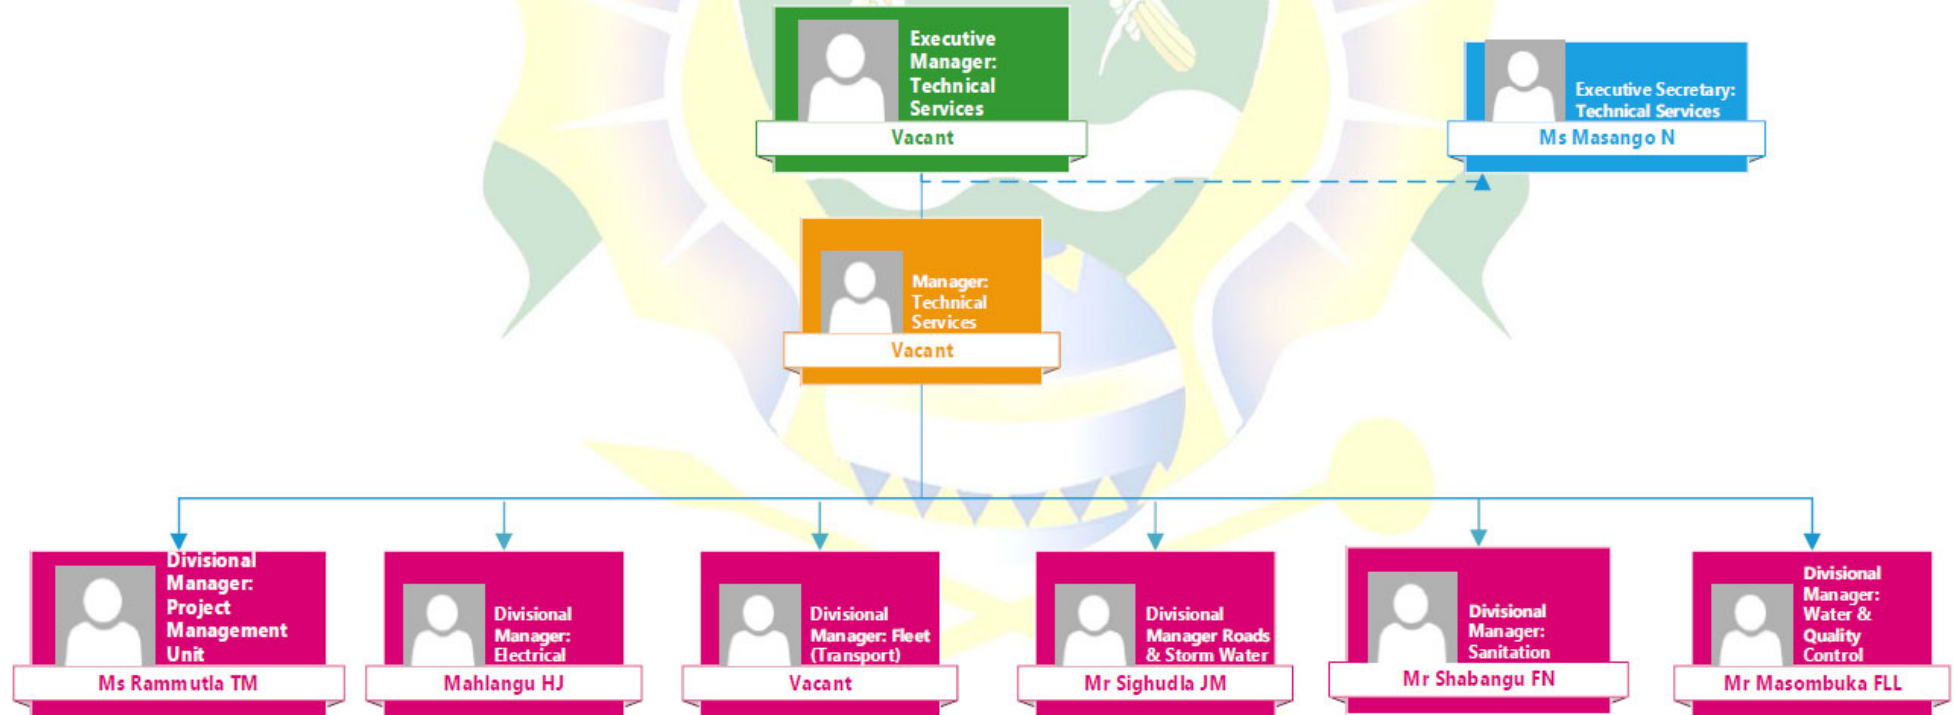 Executive
Manager:
Technical
Services
Vacant
Executive Secretary:
Technical Services
Ms Masango N
Manager:
Technical
Services
Vacant
Divisional
Manager:
Project
Management
Unit
Ms Rammutla TM
Divisional
Manager:
Electrical
Mahlangu HJ
Divisional
Manager: Fleet
(Transport)
Vacant
Divisional
Manager Roads
& Storm Water
Mr Sighudla JM
Divisional
Manager:
Sanitation
Mr Shabangu FN
Divisional
Manager:
Water &
Quality
Control
Mr Masombuka FLL